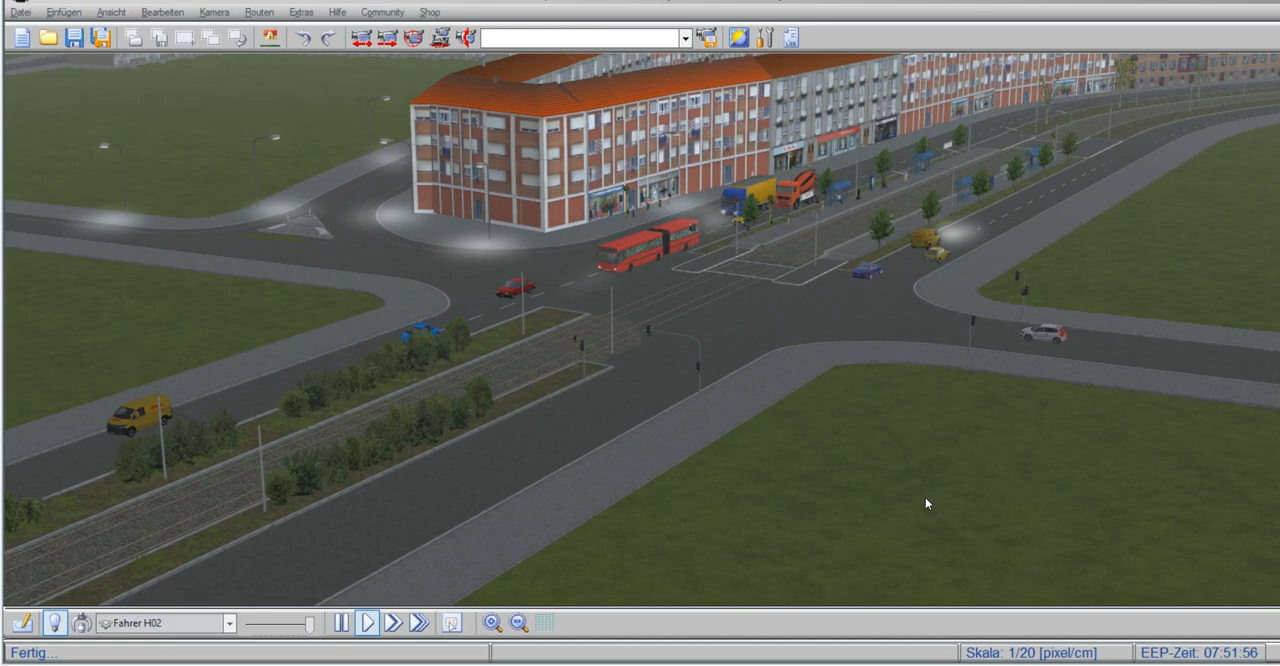 Datei Einfügen Ansicht Bearbeiten Kamera Routen Extras Hilfe Community Shop
Fahrer H02
Fertig... Skala: 1/20 [pixel/cm] EEP-Zeit: 07:51:56